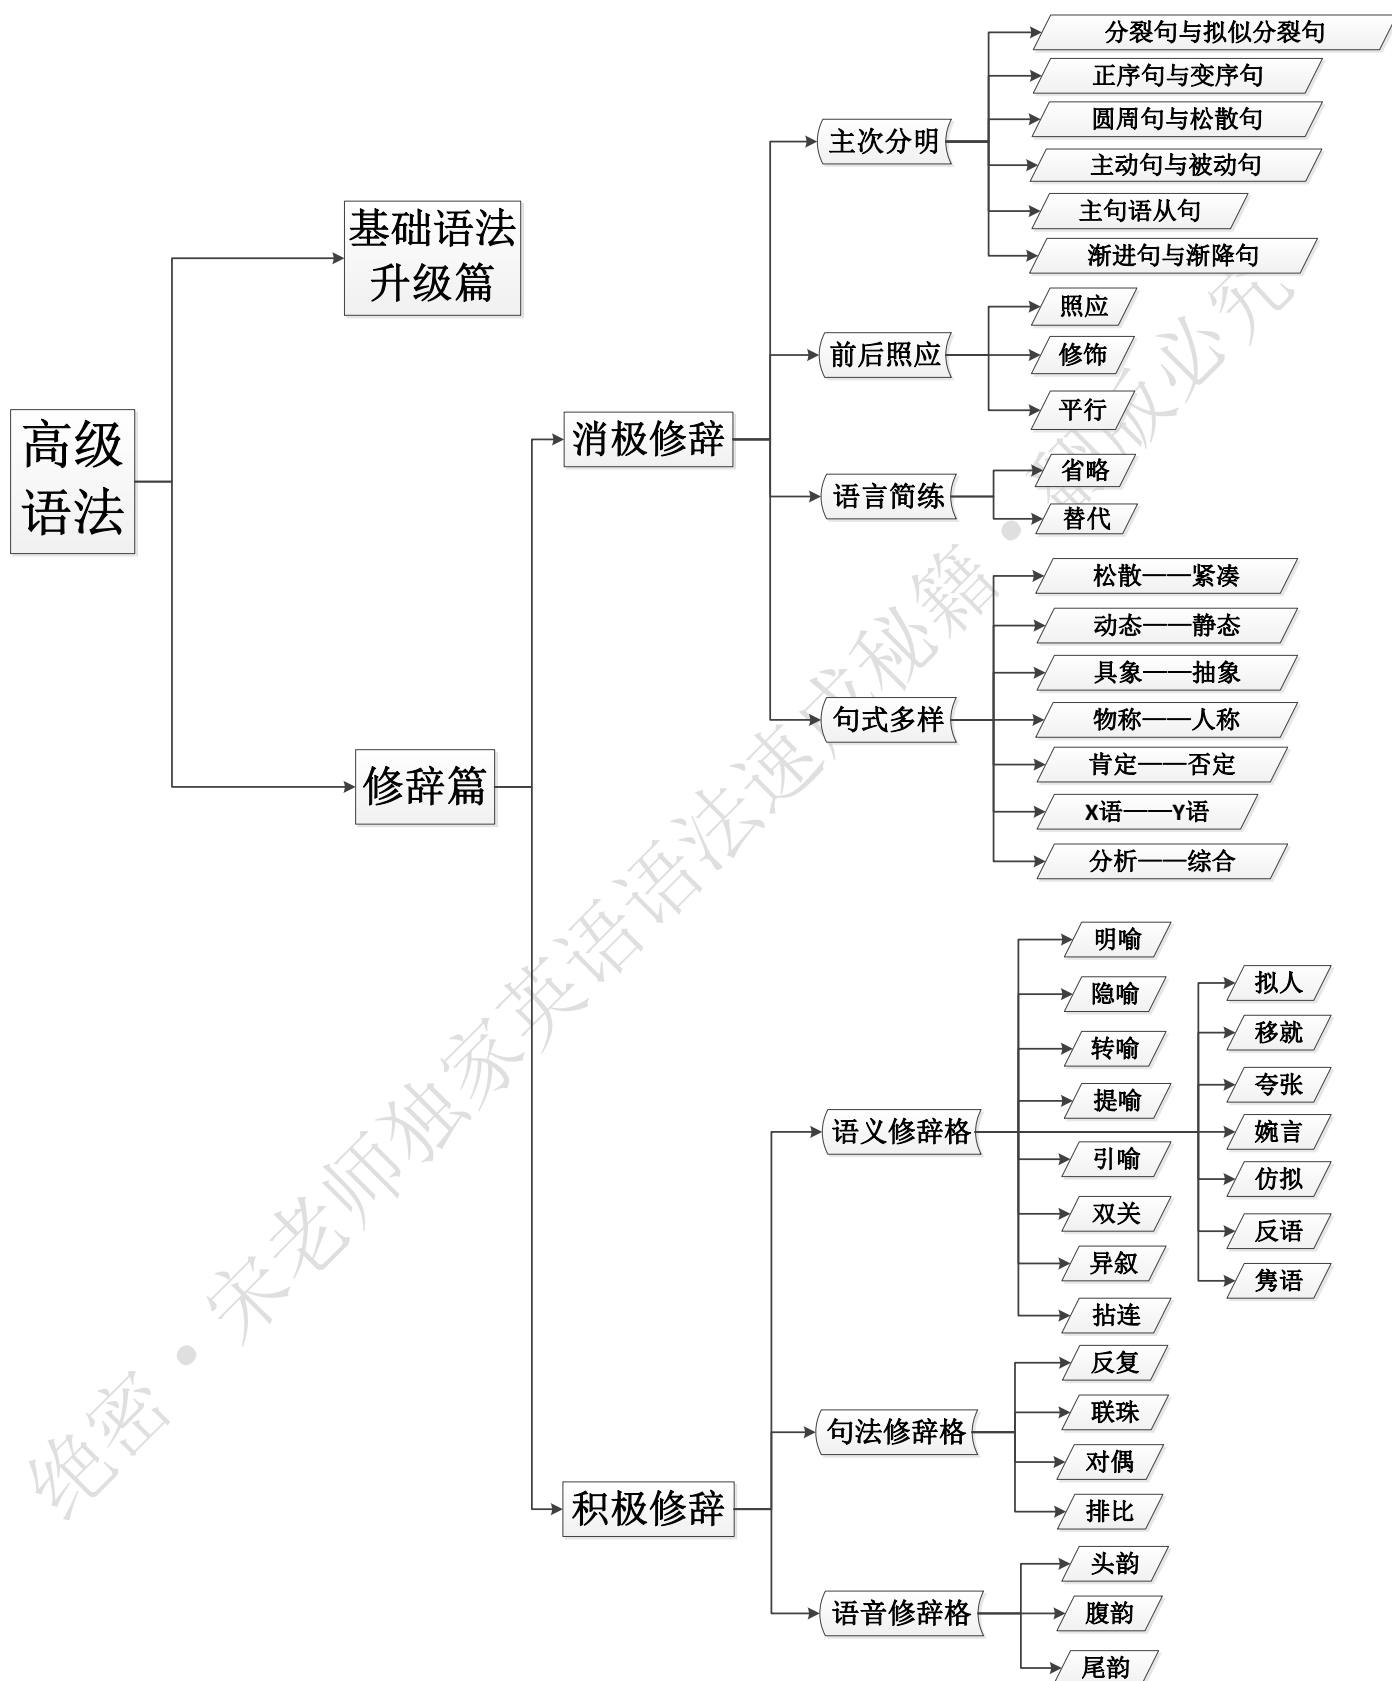 高级
语法
基础语法
升级篇
修辞篇
消极修辞
主次分明
分裂句与拟似分裂句
正序句与变序句
圆周句与松散句
主动句与被动句
主句语从句
渐进句与渐降句
前后照应
照应
修饰
平行
语言简练
省略
替代
句式多样
松散——紧凑
动态——静态
具象——抽象
物称——人称
肯定——否定
X语——Y语
分析——综合
积极修辞
语义修辞格
明喻
隐喻
转喻
提喻
引喻
双关
异叙
拈连
拟人
移就
夸张
婉言
仿拟
反语
隽语
句法修辞格
反复
联珠
对偶
排比
语音修辞格
头韵
腹韵
尾韵
绝密·宋老师独家英语语法速成秘籍·翻版必究